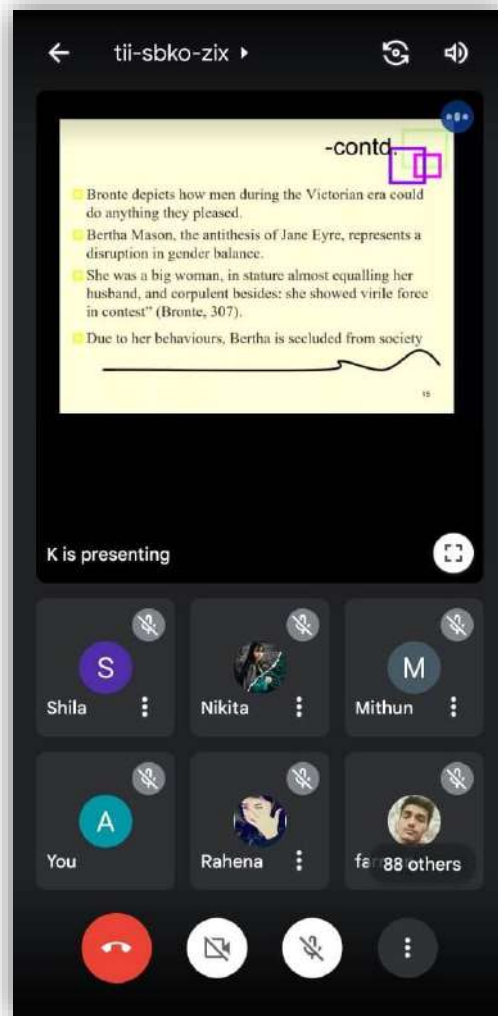 tii-sbko-zix
-contd.
Bronte depicts how men during the Victorian era could
do anything they pleased.
Bertha Mason, the antithesis of Jane Eyre, represents a
disruption in gender balance.
She was a big woman, in stature almost equalling her
husband, and corpulent besides: she showed virile force
in contest” (Bronte, 307).
Due to her behaviours, Bertha is secluded from society
15
K is presenting
S
M
Shila
Nikita
Mithun
A
You
Rahena
88 others